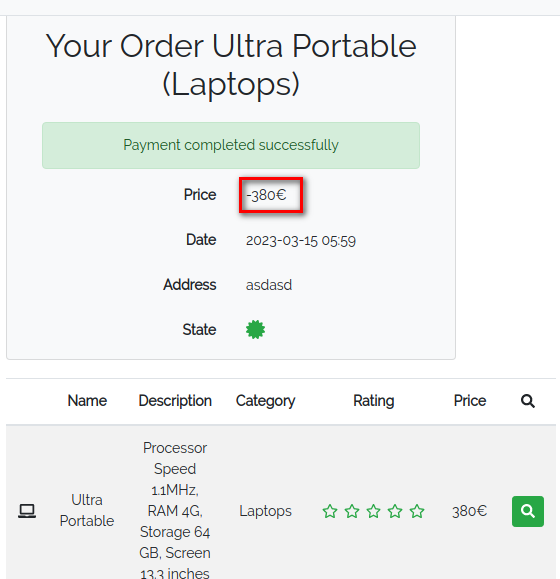 Your Order Ultra Portable
(Laptops)
Payment completed successfully
Price -380€
Date 2023-03-15 05:59
Address asdasd
State
Name Description Category Rating Price
Processor
Speed
1.1MHz,
RAM 4G,
Ultra Portable Laptops 380€
Storage 64
GB, Screen
13.3 inches